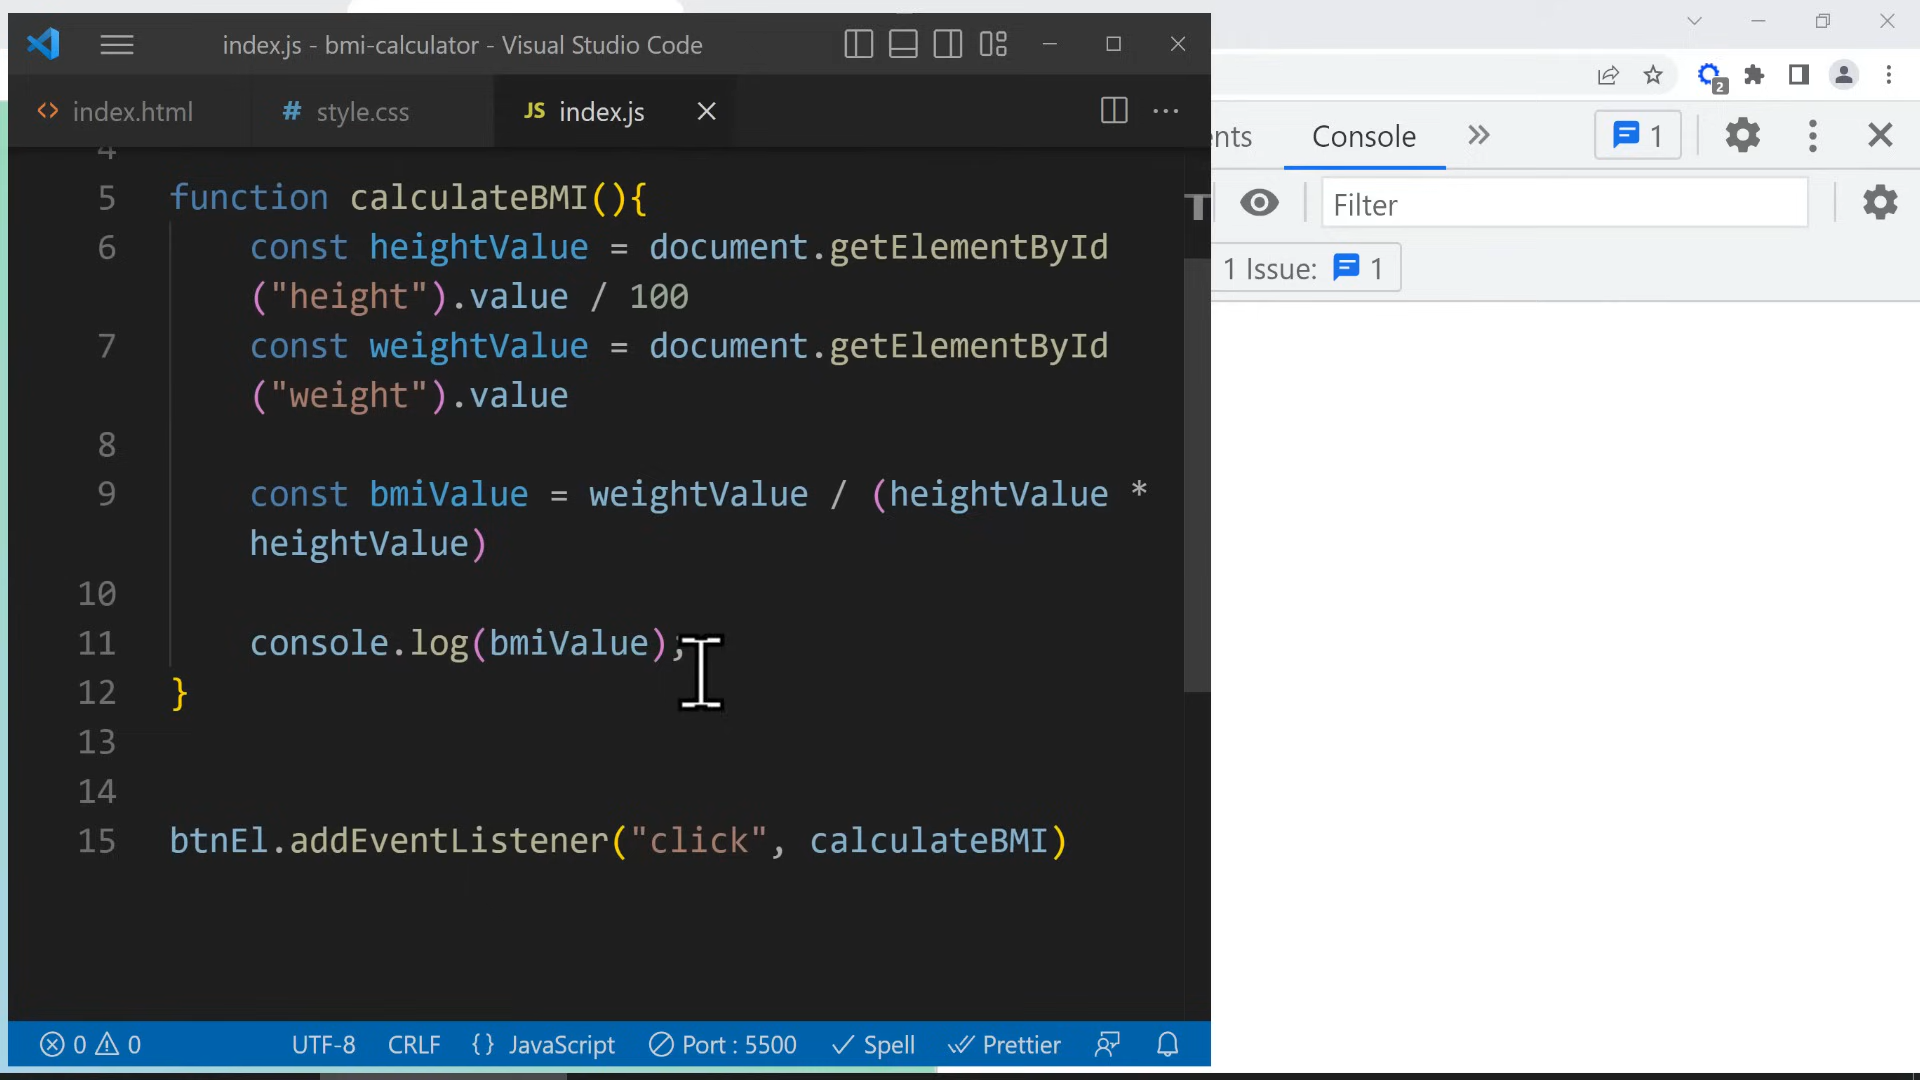 index.js - bmi-calculator - Visual Studio Code
index.html
style.css
JS index.js
4
5 function calculateBMI(){
6 const heightValue = document.getElementById
("height").value / 100
7 const weightValue = document.getElementById
("weight").value
8
9 const bmiValue = weightValue / (heightValue *
heightValue)
10
11 console.log(bmiValue);
12 }
13
14
15 btnEl.addEventListener("click", calculateBMI)
0 0 UTF-8 CRLF {} JavaScript Port : 5500 Spell Prettier
2
nts Console 1
T Filter
1 Issue: 1